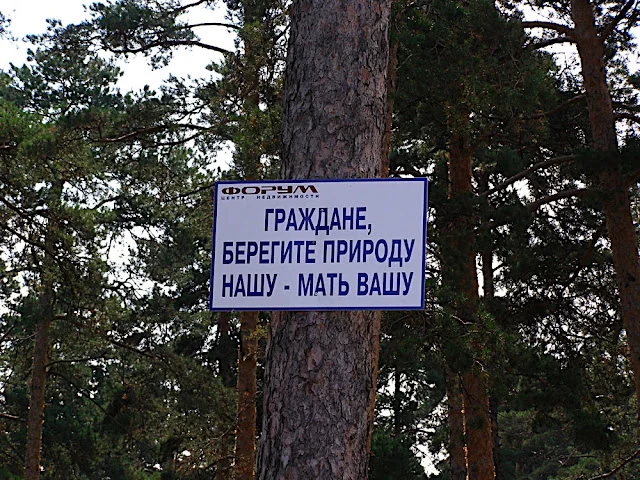 ФОРУМ
ЦЕНТР НЕДВИЖИМОСТИ
ГРАЖДАНЕ,
БЕРЕГИТЕ ПРИРОДУ
НАШУ - МАТЬ ВАШУ